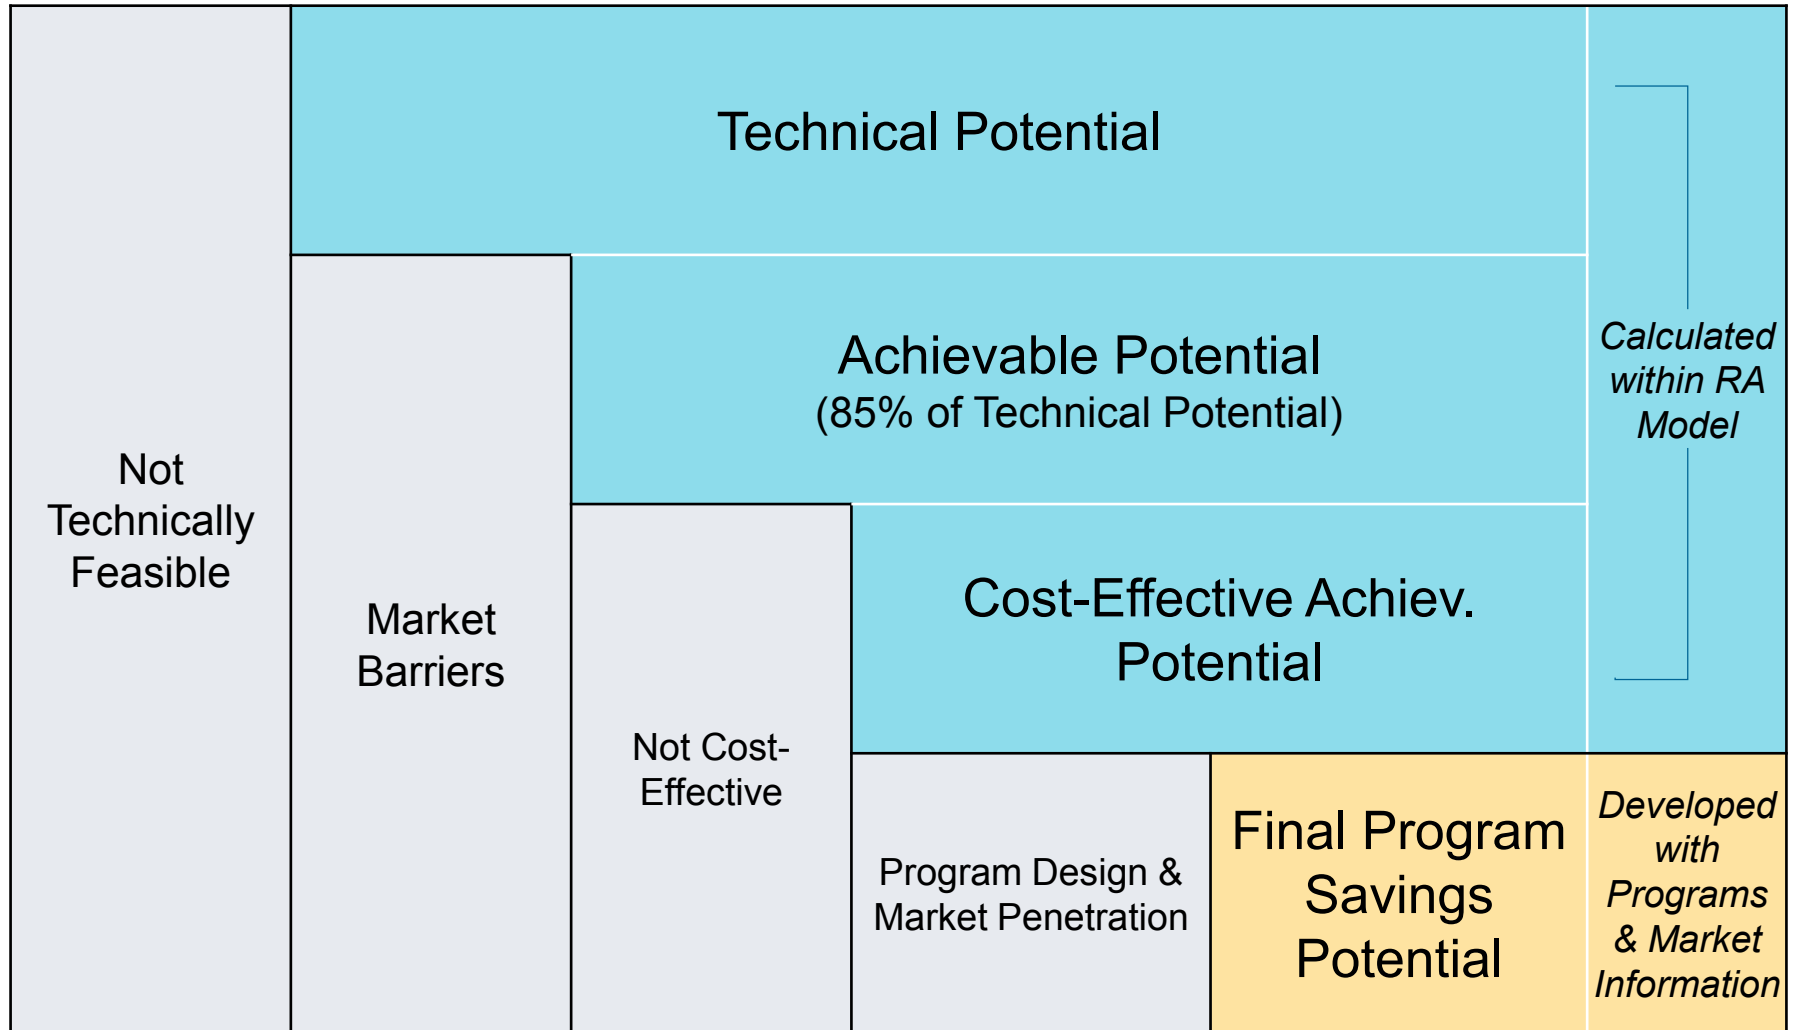 Technical Potential
Achievable Potential
(85% of Technical Potential)
Calculated
within RA
Model
Not
Technically
Feasible
Market
Barriers
Cost-Effective Achiev.
Potential
Not Cost-
Effective
Program Design &
Market Penetration
Final Program
Savings
Potential
Developed
with
Programs
& Market
Information